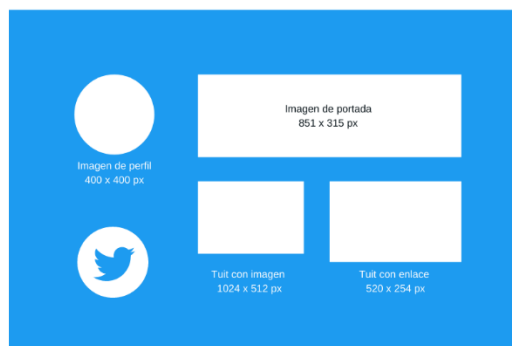 Imagen de portada
851 x 315 px
Imagen de perfil
400 x 400 px
Tuit con imagen
1024 x 512 px
Tuit con enlace
520 x 254 px